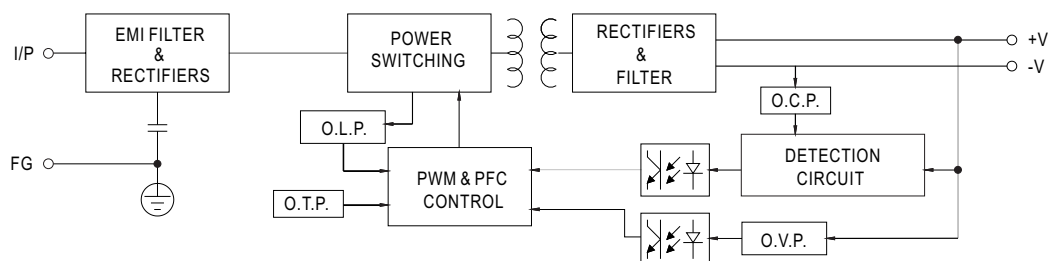 I/P
EMI FILTER
&
RECTIFIERS
POWER
SWITCHING
RECTIFIERS
&
FILTER
+V
-V
O.C.P.
O.L.P.
DETECTION
CIRCUIT
FG
PWM & PFC
CONTROL
O.T.P.
O.V.P.